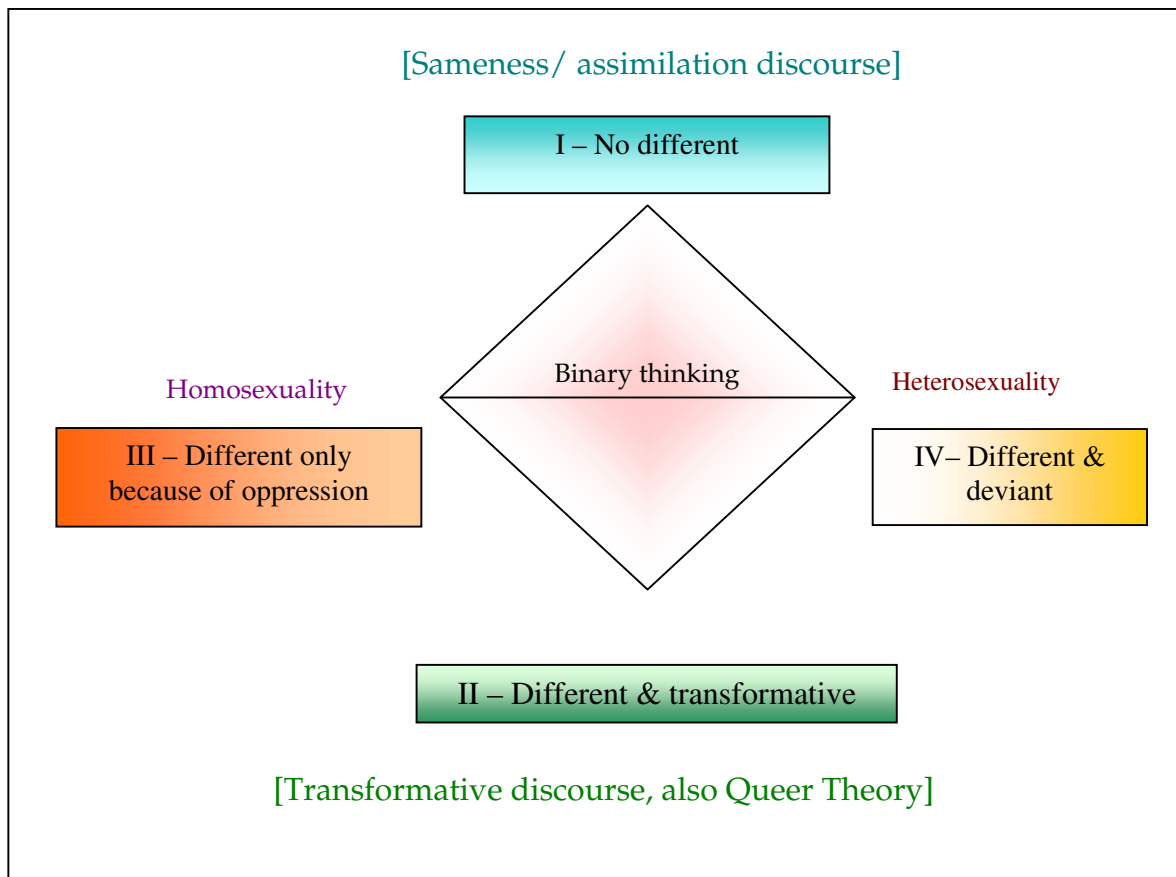 [Sameness/ assimilation discourse]
I – No different
Binary thinking
Homosexuality
Heterosexuality
III – Different only
because of oppression
IV– Different &
deviant
II – Different & transformative
[Transformative discourse, also Queer Theory]